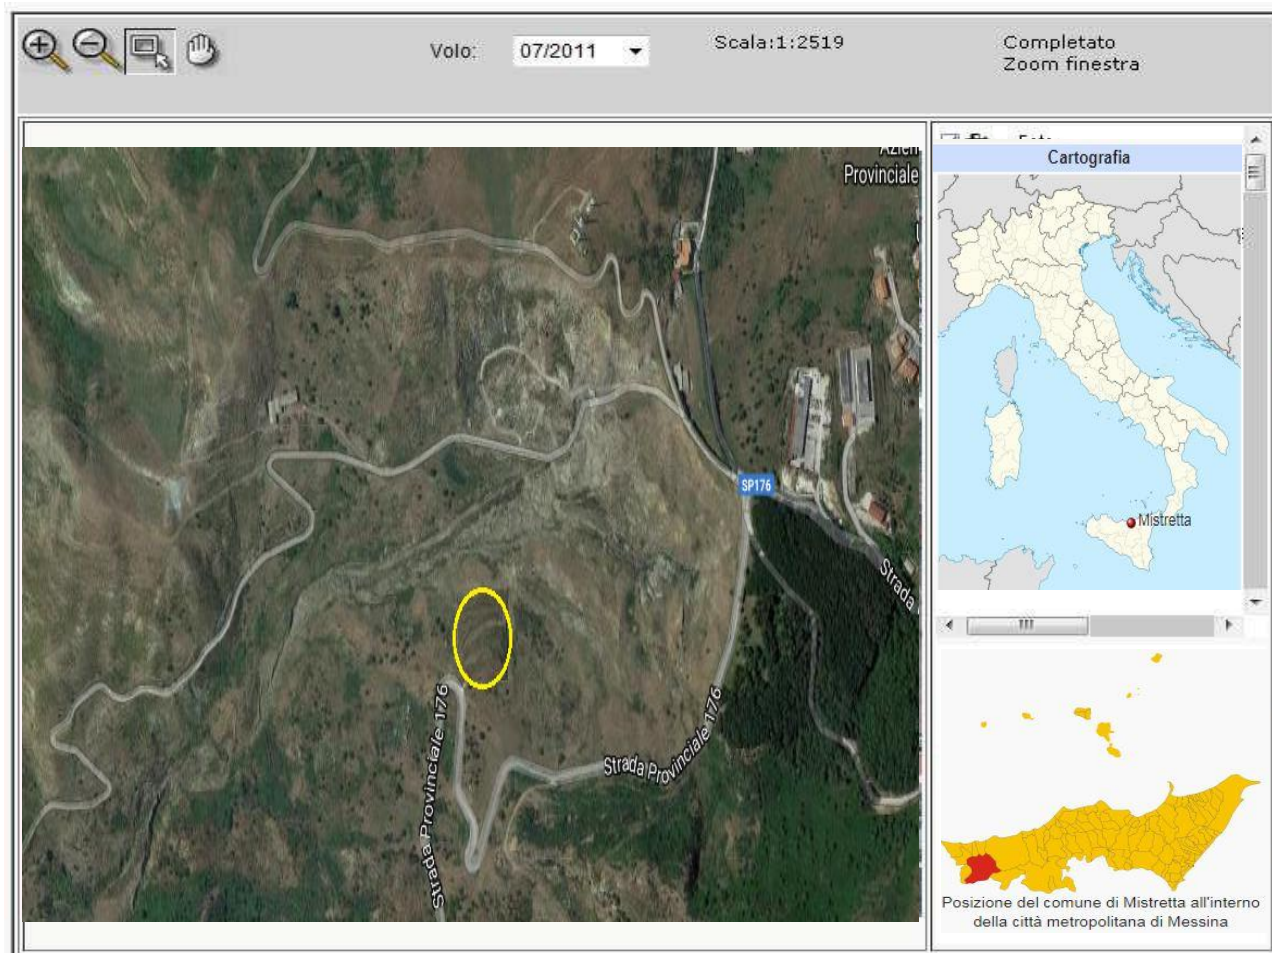 Volo:
07/2011
Scala:1:2519
Completato
Zoom finestra
Provinciale
SP176
Strada
Strada Provinciale 176
Strada Provinciale 176
Cartografia
Mistretta
Posizione del comune di Mistretta all'interno
della città metropolitana di Messina